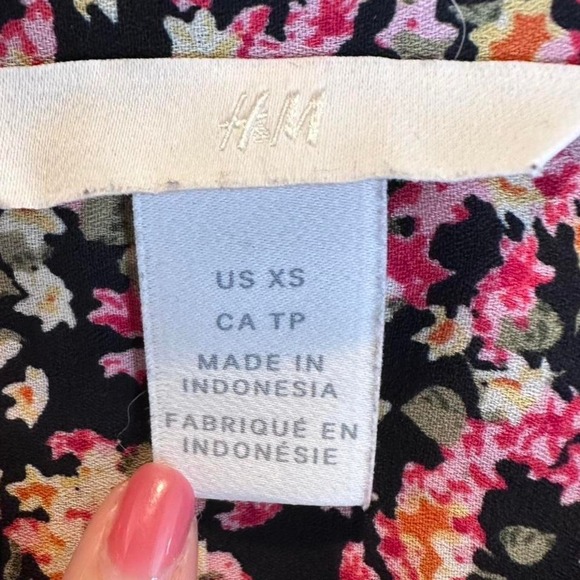 H&M
US XS
CA TP
MADE IN
INDONESIA
FABRIQUÉ EN
INDONÉSIE